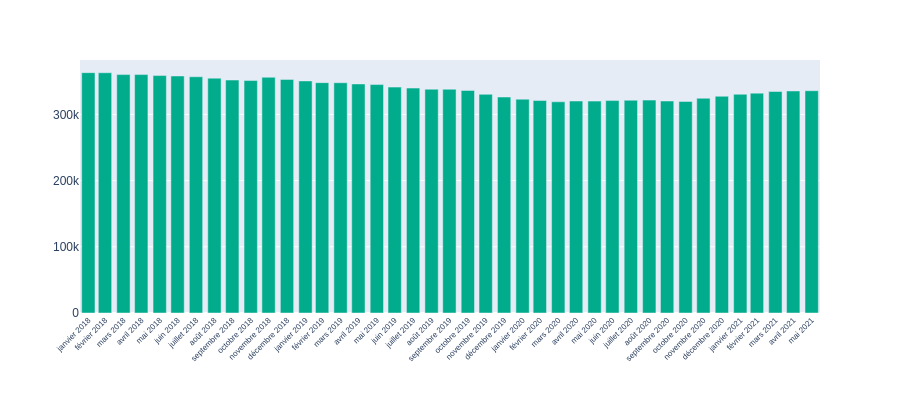 300k
200k
100k
0
janvier 2018
février 2018
mars 2018
avril 2018
mai 2018
juin 2018
juillet 2018
août 2018
septembre 2018
octobre 2018
novembre 2018
décembre 2018
janvier 2019
février 2019
mars 2019
avril 2019
mai 2019
juin 2019
juillet 2019
août 2019
septembre 2019
octobre 2019
novembre 2019
décembre 2019
janvier 2020
février 2020
mars 2020
avril 2020
mai 2020
juin 2020
juillet 2020
août 2020
septembre 2020
octobre 2020
novembre 2020
décembre 2020
janvier 2021
février 2021
mars 2021
avril 2021
mai 2021